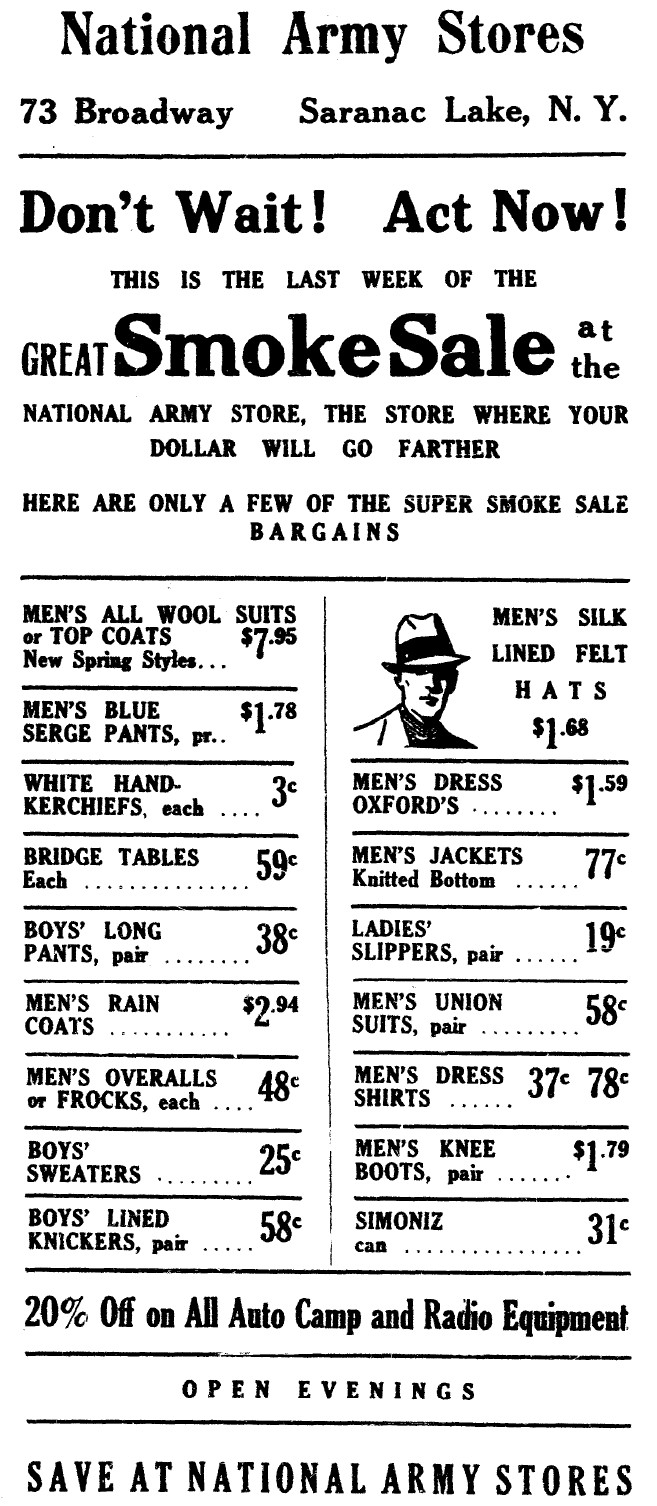 National Army Stores
73 Broadway Saranac Lake, N. Y.
Don't Wait! Act Now!
THIS IS THE LAST WEEK OF THE
GREAT Smoke Sale at the
NATIONAL ARMY STORE, THE STORE WHERE YOUR
DOLLAR WILL GO FARTHER
HERE ARE ONLY A FEW OF THE SUPER SMOKE SALE
BARGAINS
MEN'S ALL WOOL SUITS
or TOP COATS $7.95
New Spring Styles...
MEN'S BLUE $1.78
SERGE PANTS, pr..
WHITE HAND-
KERCHIEFS, each .... 3c
BRIDGE TABLES 59c
Each ...............
BOYS' LONG 38c
PANTS, pair ........
MEN'S RAIN $2.94
COATS ...........
MEN'S OVERALLS 48c
or FROCKS, each ....
BOYS' 25c
SWEATERS .........
BOYS' LINED 58c
KNICKERS, pair .....
MEN'S SILK
LINED FELT
HATS
$1.68
MEN'S DRESS $1.59
OXFORD'S ........
MEN'S JACKETS 77c
Knitted Bottom ......
LADIES' 19c
SLIPPERS, pair ......
MEN'S UNION 58c
SUITS, pair .........
MEN'S DRESS 37c 78c
SHIRTS ......
MEN'S KNEE $1.79
BOOTS, pair ........
SIMONIZ 31c
can ................
20% Off on All Auto Camp and Radio Equipment
OPEN EVENINGS
SAVE AT NATIONAL ARMY STORES